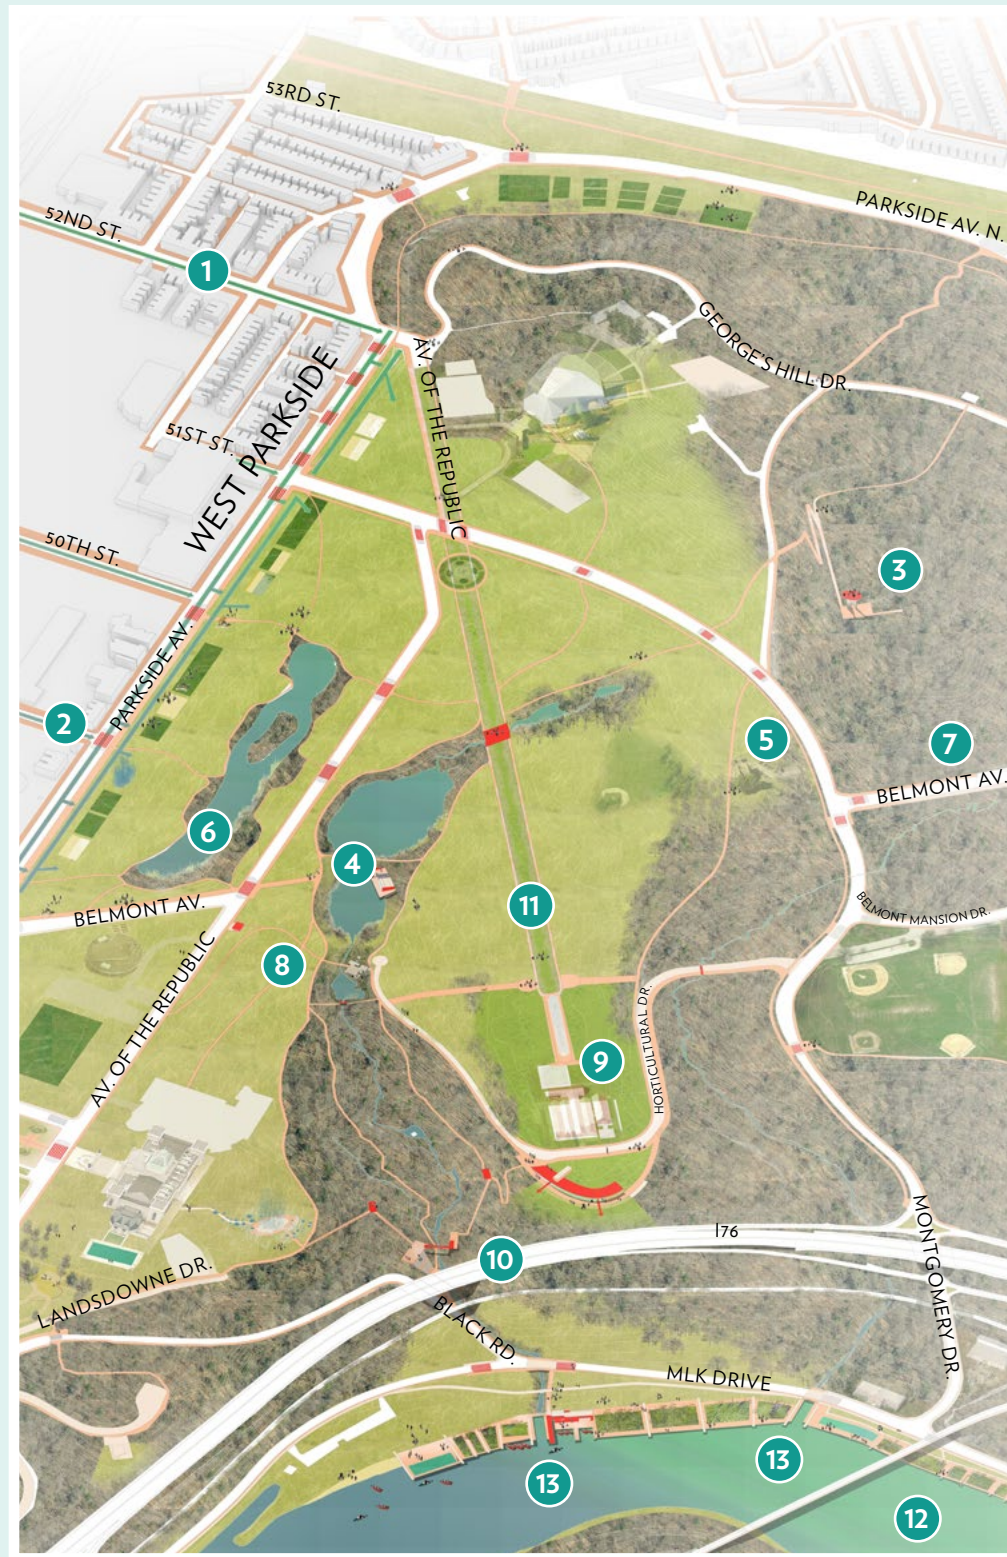 53RD ST.
52ND ST.
PARKSIDE AV. N.
1
GEORGE'S HILL DR.
AV. OF THE REPUBLIC
WEST PARKSIDE
51ST ST.
50TH ST.
3
PARKSIDE AV.
2
5
7
BELMONT AV.
6
4
BELMONT AV.
11
BELMONT MANSION DR.
8
AV. OF THE REPUBLIC
9
HORTICULTURAL DR.
I76
MONTGOMERY DR.
10
LANDSDOWNE DR.
BLACK RD.
MLK DRIVE
13
13
12